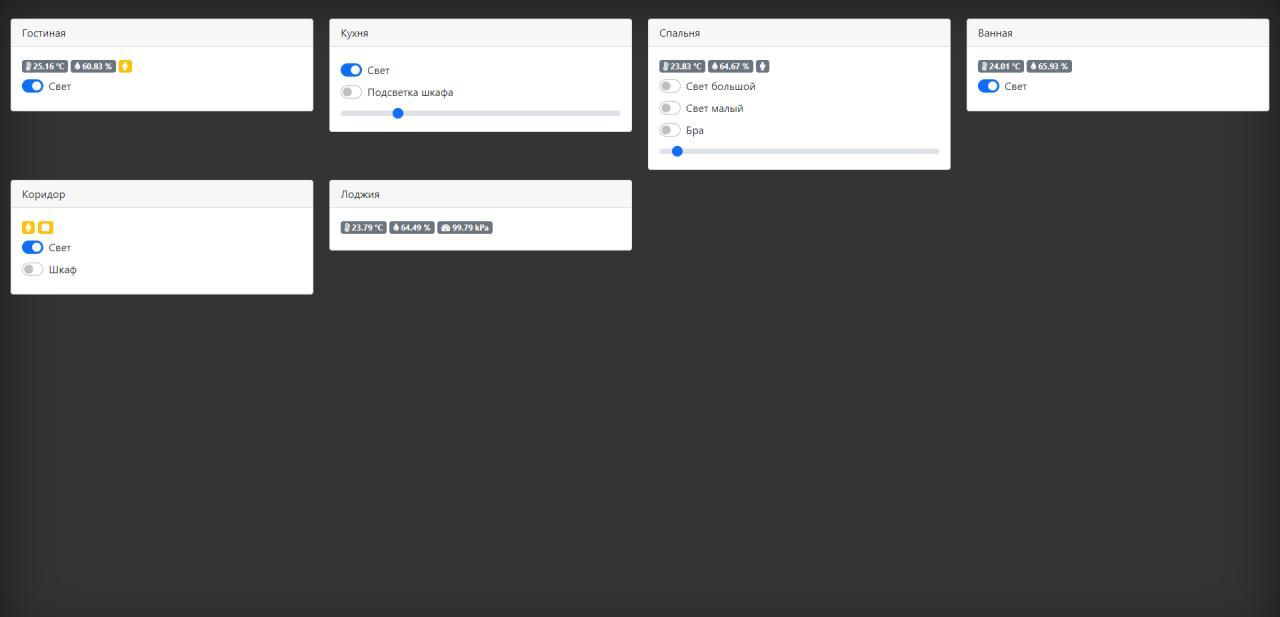 Гостиная
25.16 °C 60.83 %
Свет
Кухня
Свет
Подсветка шкафа
Спальня
23.83 °C 64.67 %
Свет большой
Свет малый
Бра
Ванная
24.01 °C 65.93 %
Свет
Коридор
Свет
Шкаф
Лоджия
23.79 °C 64.49 % 99.79 kPa